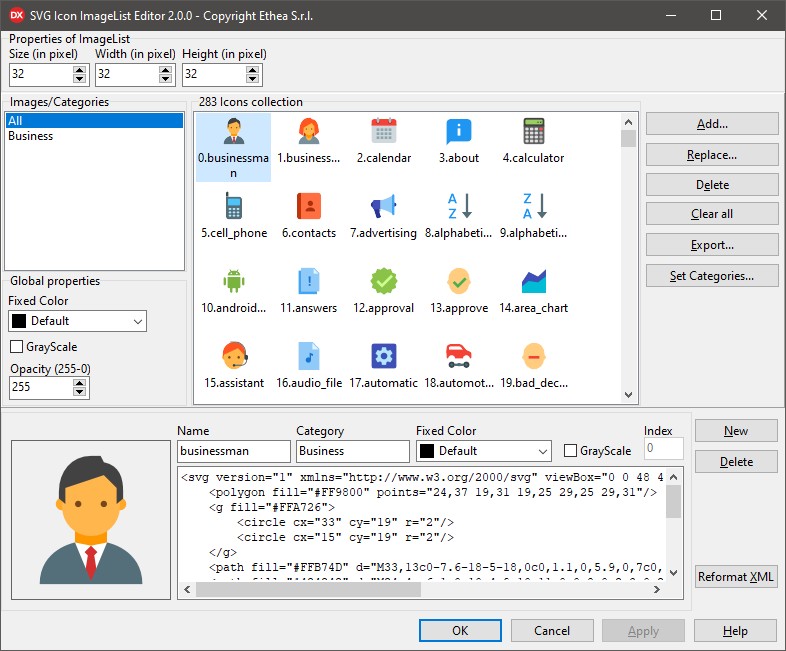 DX SVG Icon ImageList Editor 2.0.0 - Copyright Ethea S.r.l.
Properties of ImageList
Size (in pixel) Width (in pixel) Height (in pixel)
32 32 32
Images/Categories
All
Business
283 Icons collection
0.businessma
n
1.business...
2.calendar
3.about
4.calculator
5.cell_phone
6.contacts
7.advertising
A
Z
8.alphabeti...
Z
A
9.alphabeti...
10.android...
11.answers
12.approval
13.approve
14.area_chart
15.assistant
16.audio_file
17.automatic
18.automot...
19.bad_dec...
Add...
Replace...
Delete
Clear all
Export...
Set Categories...
Global properties
Fixed Color
Default
GrayScale
Opacity (255-0)
255
Name Category Fixed Color Index
businessman Business Default GrayScale 0
<svg version="1" xmlns="http://www.w3.org/2000/svg" viewBox="0 0 48 4
<polygon fill="#FF9800" points="24,37 19,31 19,25 29,25 29,31"/>
<g fill="#FFA726">
<circle cx="33" cy="19" r="2"/>
<circle cx="15" cy="19" r="2"/>
</g>
<path fill="#FFB74D" d="M33,13c0-7.6-18-5-18,0c0,1.1,0,5.9,0,7c0,
New
Delete
Reformat XML
OK Cancel Apply Help